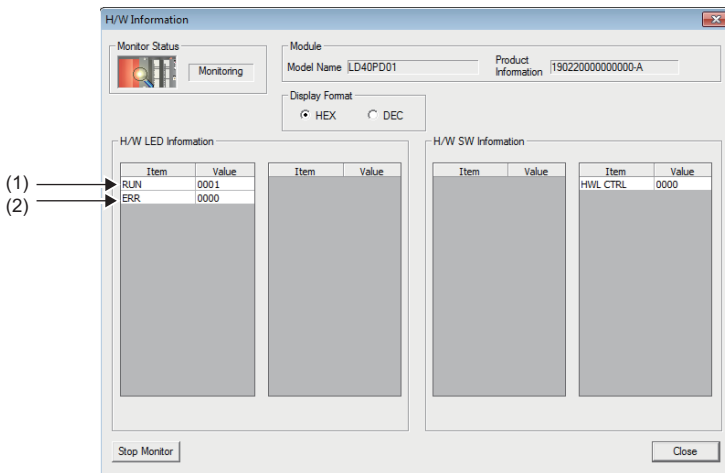 H/W Information
Monitor Status
Monitoring
Module
Model Name LD40PD01
Product Information 190220000000000-A
Display Format
HEX DEC
H/W LED Information
Item Value Item Value
(1) RUN 0001
(2) ERR 0000
H/W SW Information
Item Value Item Value
HWL CTRL 0000
Stop Monitor
Close